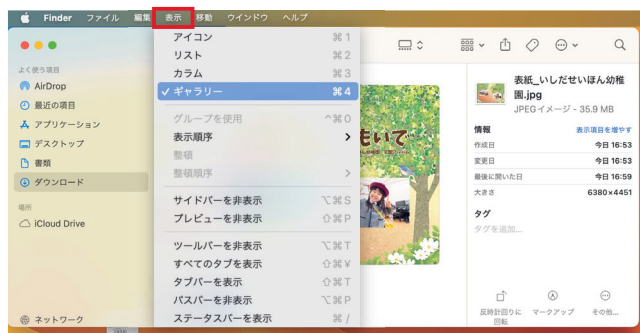 Finder ファイル 編集 表示 移動 ウインドウ ヘルプ
よく使う項目
AirDrop
最近の項目
アプリケーション
デスクトップ
書類
ダウンロード
場所
iCloud Drive
ネットワーク
アイコン ⌘1
リスト ⌘2
カラム ⌘3
✓ ギャラリー ⌘4
グループを使用 ^⌘0
表示順序 >
整頓
整頓順序 >
サイドバーを非表示 ⌥⌘S
プレビューを非表示 ⇧⌘P
ツールバーを非表示 ⌥⌘T
すべてのタブを表示 ⇧⌘¥
タブバーを表示 ⇧⌘T
パスバーを非表示 ⌥⌘P
ステータスバーを表示 ⌘/
もいで
表紙_いしだせいほん幼稚
園.jpg
JPEGイメージ - 35.9 MB
情報 表示項目を増やす
作成日 今日 16:53
変更日 今日 16:53
最後に開いた日 今日 16:59
大きさ 6380×4451
タグ
タグを追加...
反時計回りに
回転
マークアップ
その他...